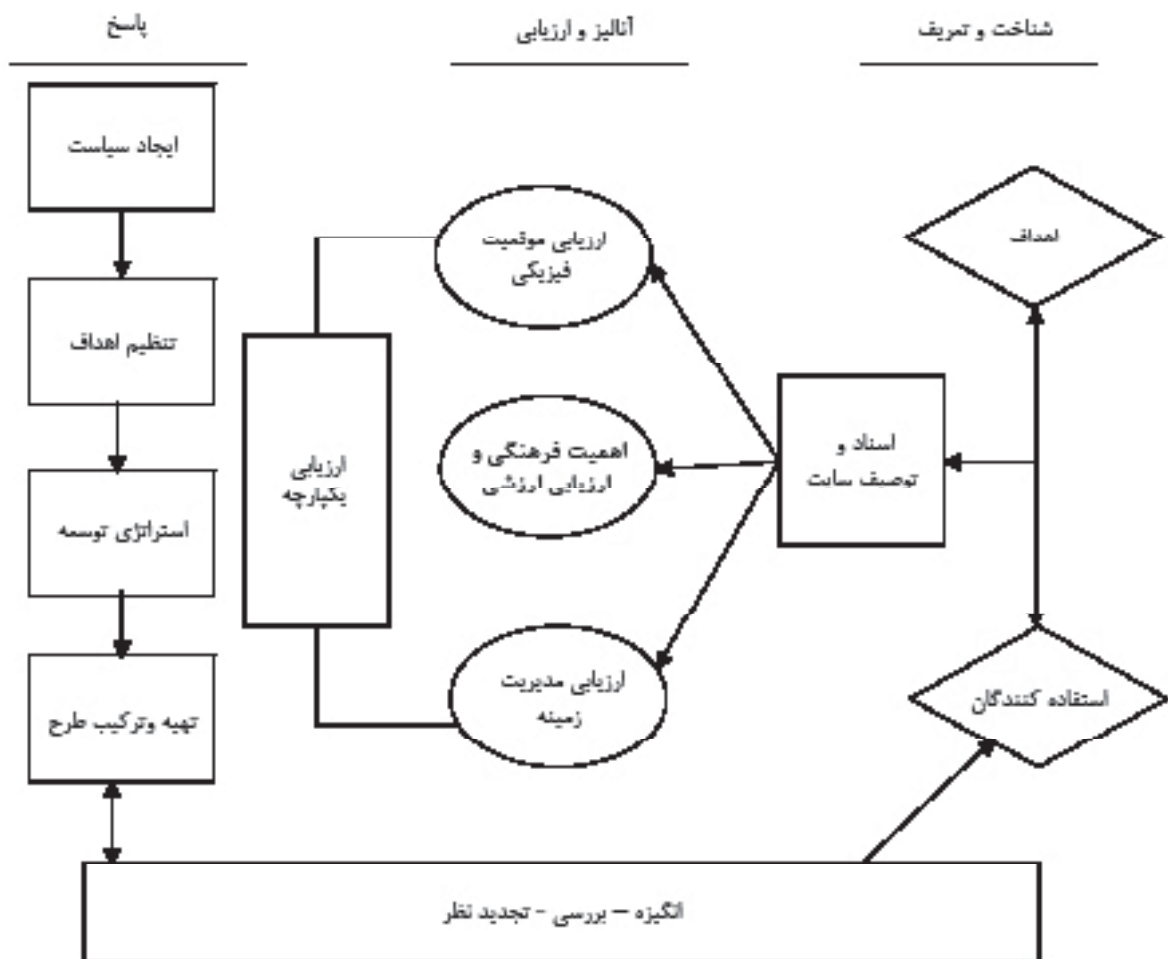 شناخت و تعریف
آنالیز و ارزیابی
پاسخ
اهداف
استفاده کنندگان
اسناد و
توصیف سایت
ارزیابی موقعیت
فیزیکی
اهمیت فرهنگی و
ارزیابی ارزشی
ارزیابی مدیریت
زمینه
ارزیابی
یکپارچه
ایجاد سیاست
تنظیم اهداف
استراتژی توسعه
تهیه وترکیب طرح
انگیزه – بررسی - تجدید نظر